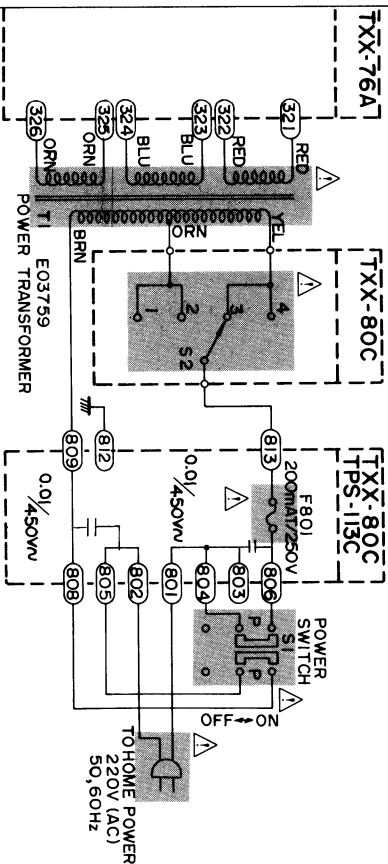 TXX-76A
326
325
324
323
322
321
ORN
ORN
BLU
BLU
RED
RED
!
T1
POWER TRANSFORMER
E03759
BRN
ORN
YEL
TXX-80C
!
1
2
3
4
S2
TXX-80C
TPS-113C
809
812
813
0.01/450V~
0.01/450V~
F801
200mAT/250V
!
808
805
802
801
804
803
806
POWER
SWITCH
S1
P
P
!
OFF↔ON
!
TO HOME POWER
220V (AC)
50,60Hz